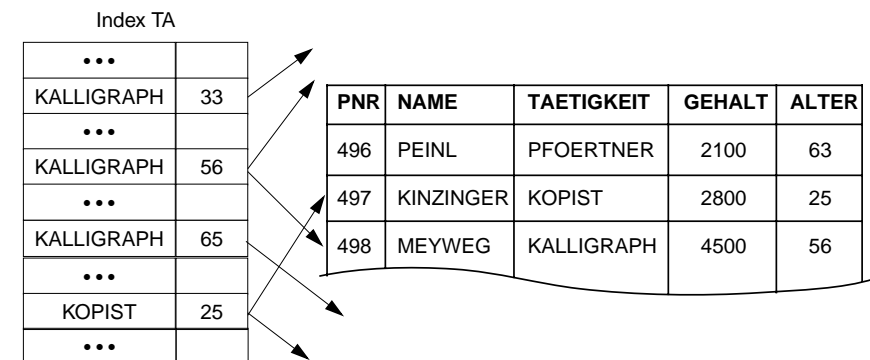 Index TA
•••
KALLIGRAPH 33
•••
KALLIGRAPH 56
•••
KALLIGRAPH 65
•••
KOPIST 25
•••
PNR NAME TAETIGKEIT GEHALT ALTER
496 PEINL PFOERTNER 2100 63
497 KINZINGER KOPIST 2800 25
498 MEYWEG KALLIGRAPH 4500 56